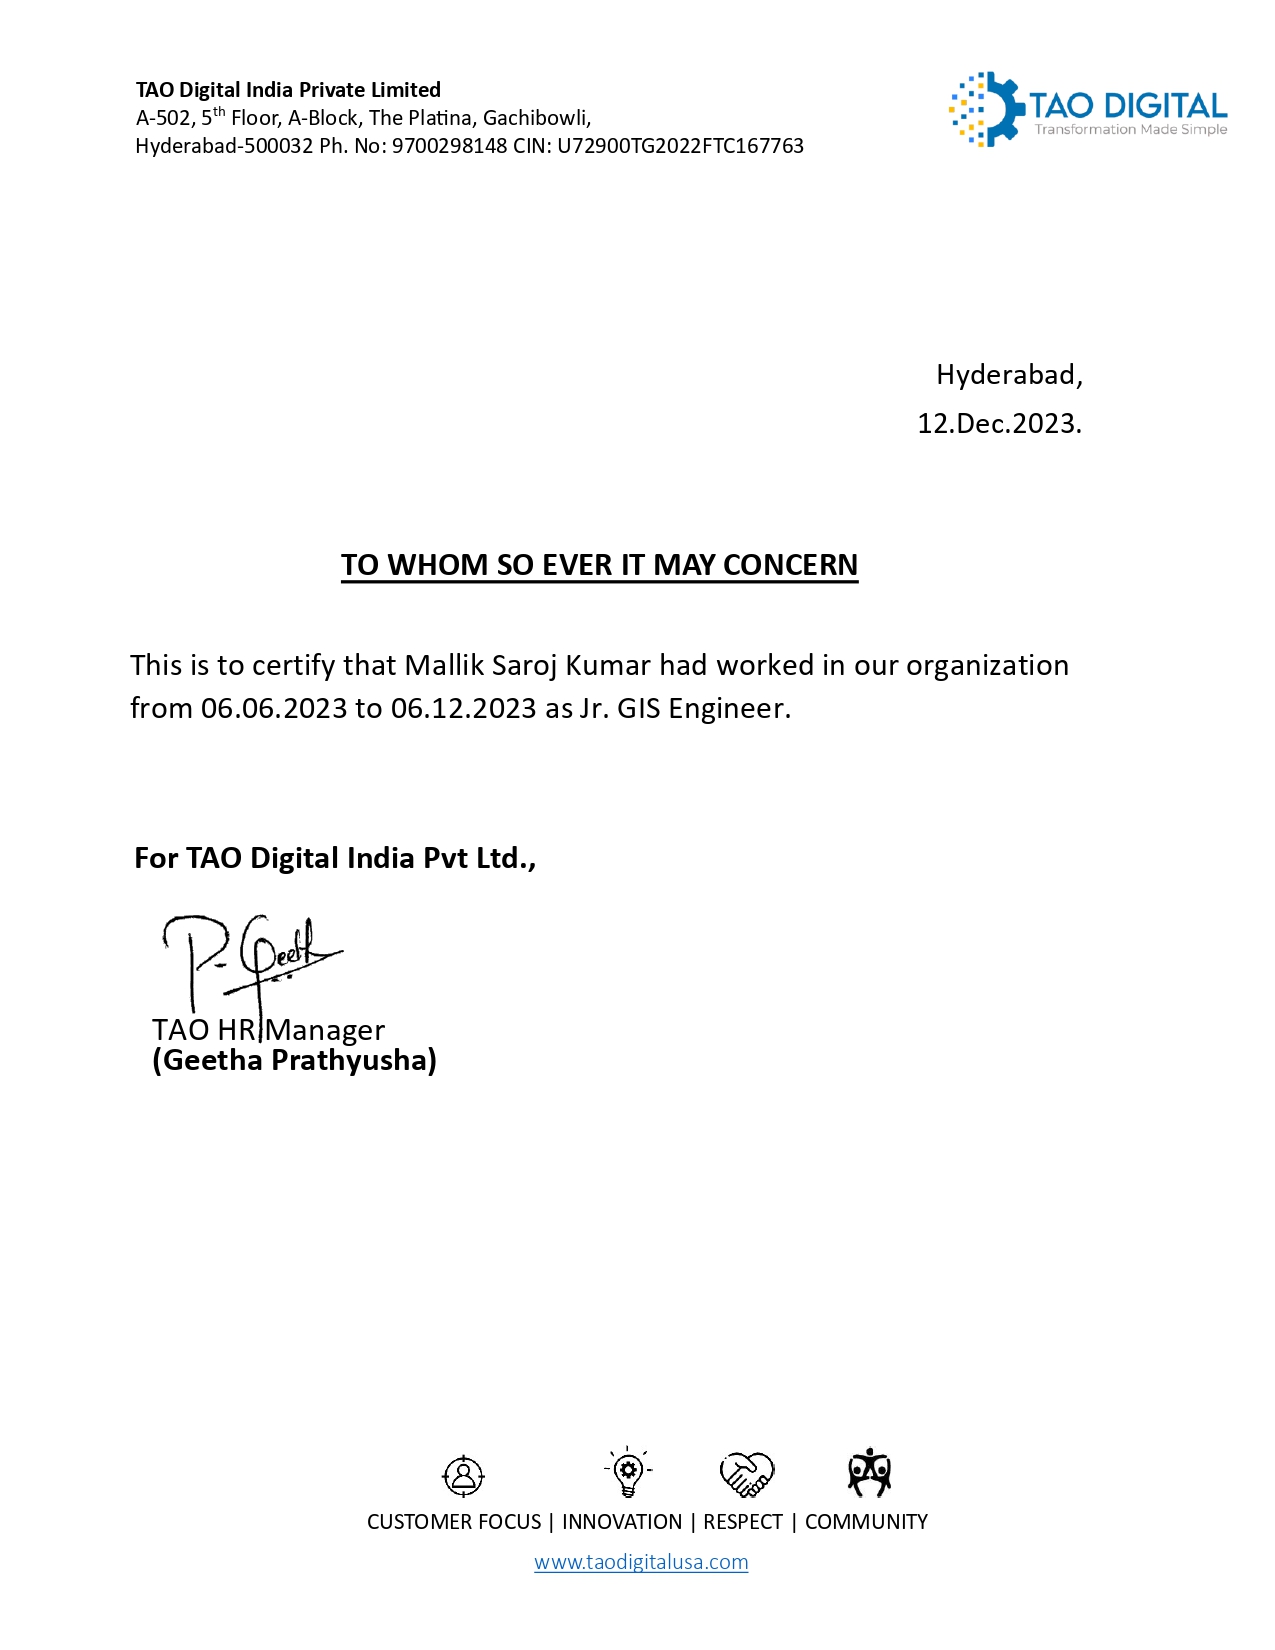 TAO Digital India Private Limited
A-502, 5th Floor, A-Block, The Platina, Gachibowli,
Hyderabad-500032 Ph. No: 9700298148 CIN: U72900TG2022FTC167763
TAO DIGITAL
Transformation Made Simple
Hyderabad,
12.Dec.2023.
TO WHOM SO EVER IT MAY CONCERN
This is to certify that Mallik Saroj Kumar had worked in our organization
from 06.06.2023 to 06.12.2023 as Jr. GIS Engineer.
For TAO Digital India Pvt Ltd.,
P. Geeth
TAO HR Manager
(Geetha Prathyusha)
CUSTOMER FOCUS | INNOVATION | RESPECT | COMMUNITY
www.taodigitalusa.com